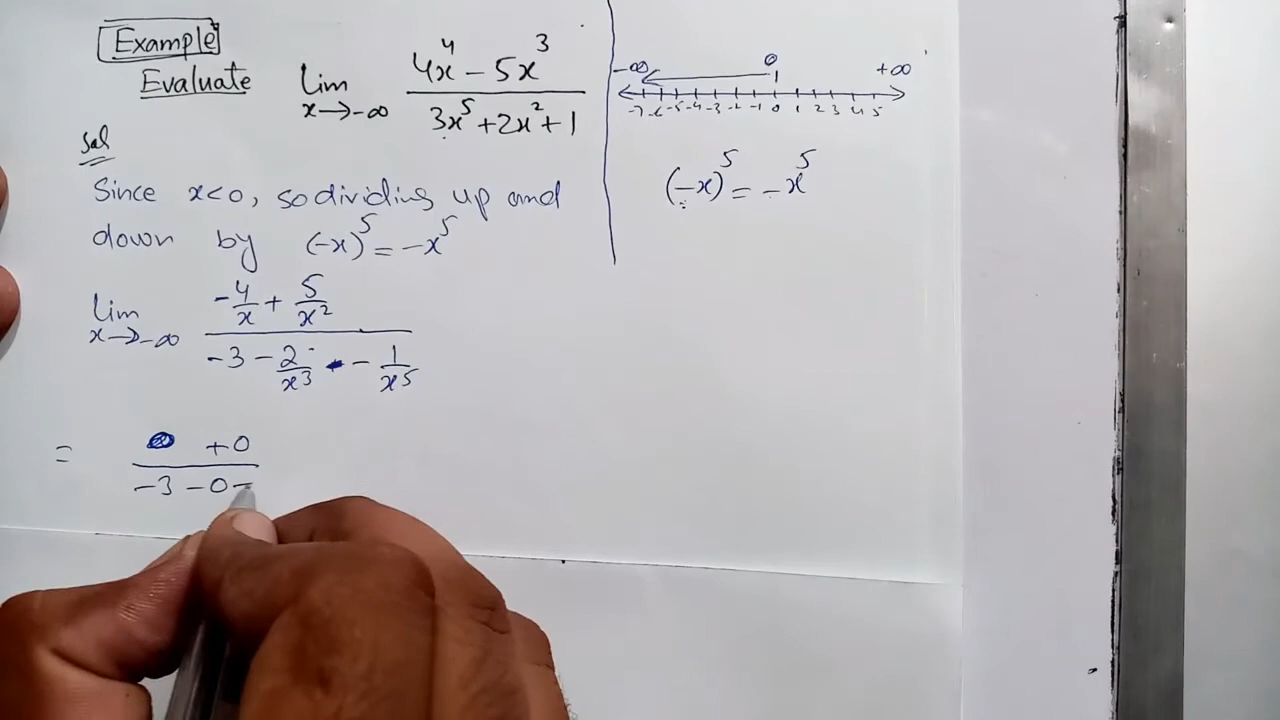 Example
Evaluate Lim x→-∞ (4x⁴ - 5x³)/(3x⁵ + 2x² + 1)
Sol
Since x<0, so dividing up and
down by (-x)⁵ = -x⁵
Lim x→-∞ (-4/x + 5/x²)/(-3 - 2/x³ - 1/x⁵)
= ( +0)/(-3 -0 -
-∞ 0 +∞
-7 -6 -5 -4 -3 -2 -1 0 1 2 3 4 5
(-x)⁵ = -x⁵